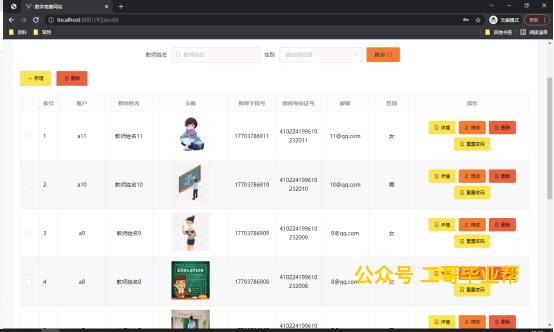 数字竞赛网站
无痕模式
更新
localhost:8081/#/jiaoshi
资料 常用
其他书签 阅读清单
教师姓名 教师姓名 性别 请选择性别 查询
新增 删除
索引 账户 教师姓名 头像 教师手机号 教师身份证号 邮箱 性别 操作
1 a11 教师姓名11 17703786911 410224199610232011 11@qq.com 女 详情 修改 删除
重置密码
2 a10 教师姓名10 17703786910 410224199610232010 10@qq.com 男 详情 修改 删除
重置密码
3 a9 教师姓名9 17703786909 410224199610232009 9@qq.com 女 详情 修改 删除
重置密码
4 a8 教师姓名8 EDUCATION 17703786908 410224199610232008 8@qq.com 女
重置密码
公众号 二哥毕业帮
410224199610 详情 修改 删除